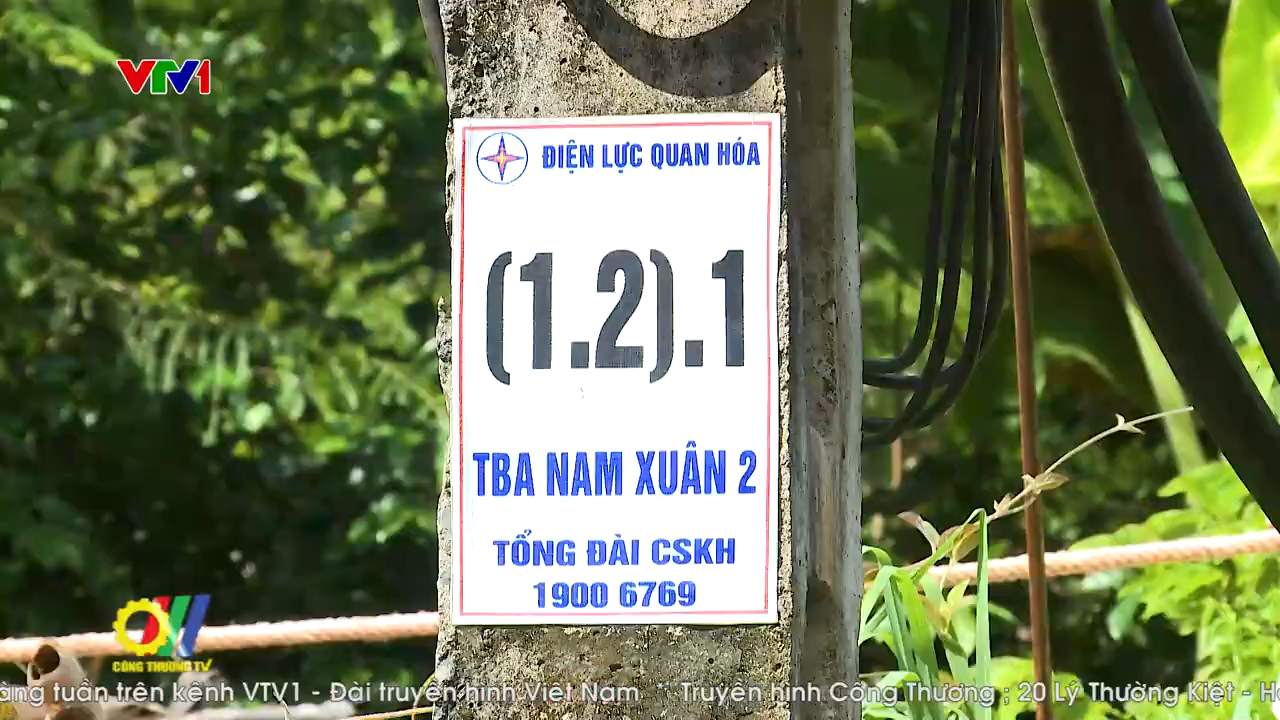 VTV1
ĐIỆN LỰC QUAN HÓA
(1.2).1
TBA NAM XUÂN 2
TỔNG ĐÀI CSKH
1900 6769
CÔNG THƯƠNG TV
tuần trên kênh VTV1 - Đài truyền hình Việt Nam ** Truyền hình Công Thương ; 20 Lý Thường Kiệt -